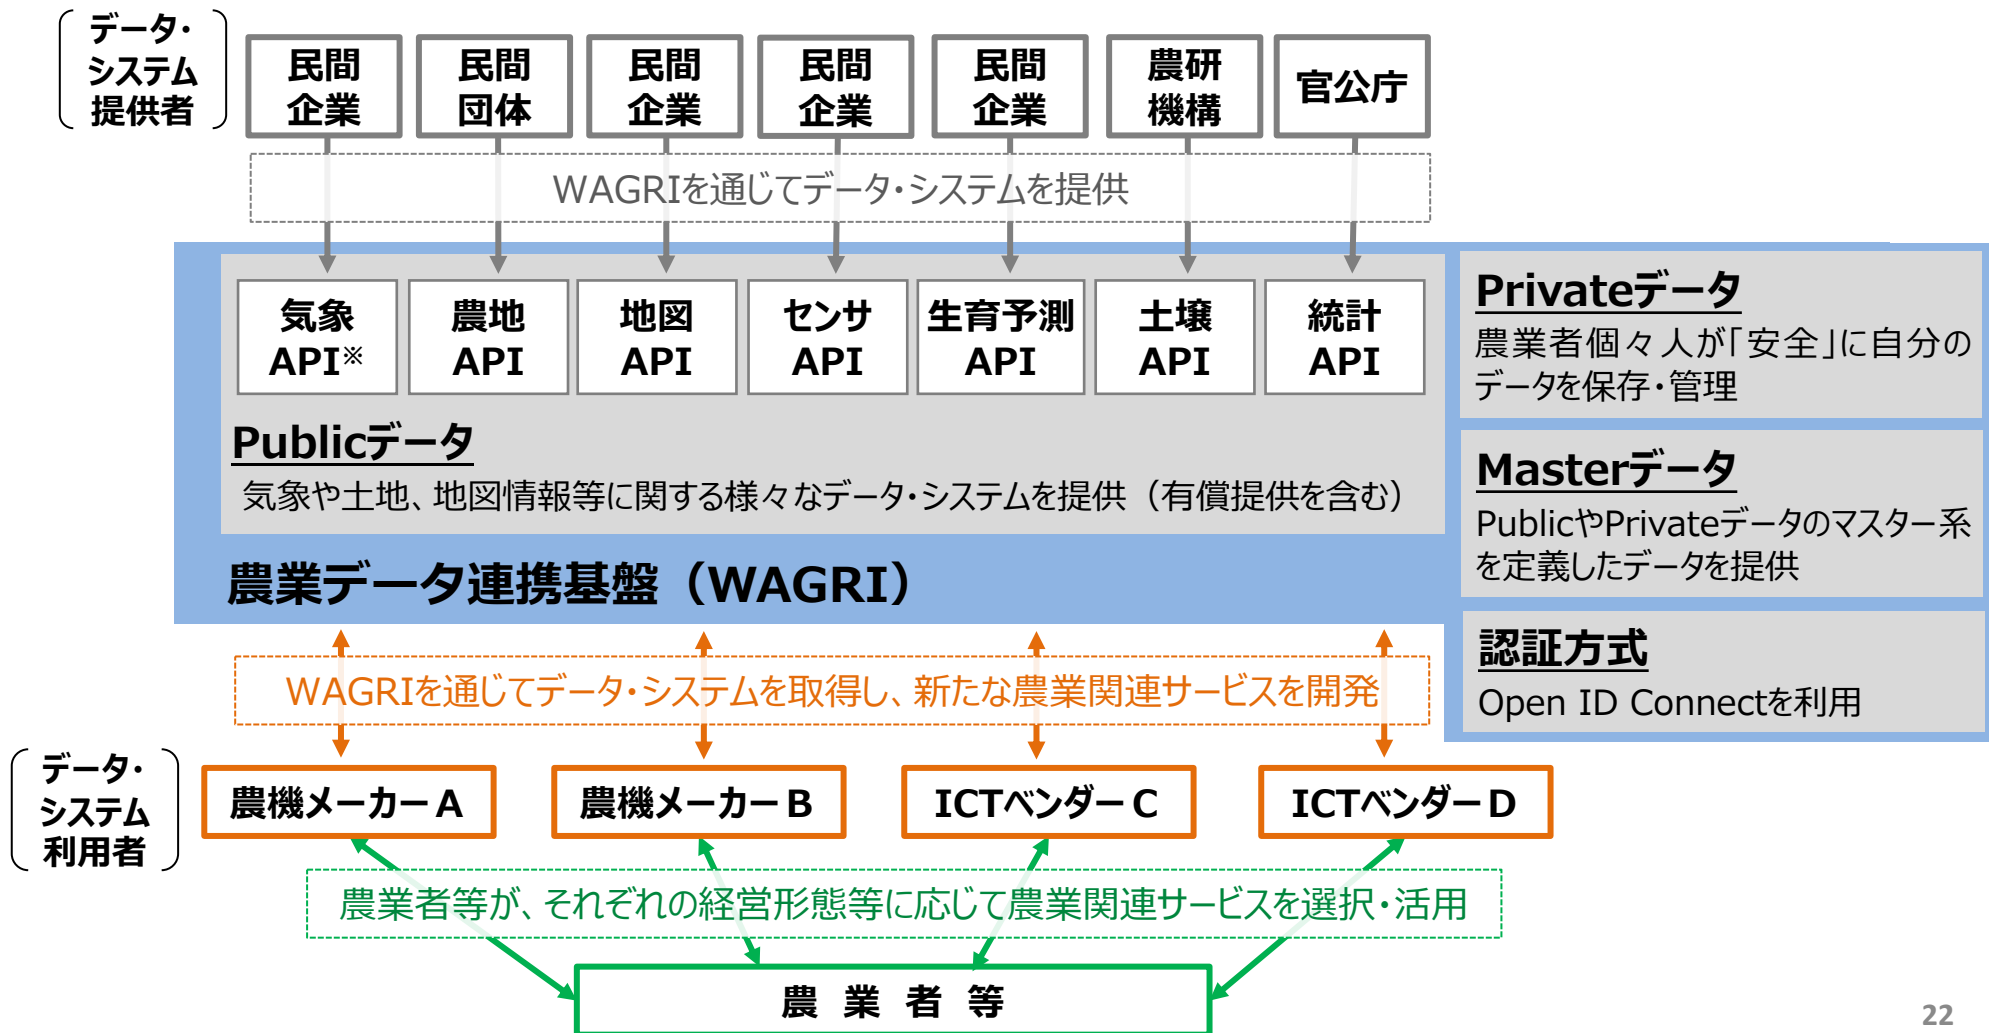 データ・
システム
提供者
民間
企業
民間
団体
民間
企業
民間
企業
民間
企業
農研
機構
官公庁
WAGRIを通じてデータ・システムを提供
気象
API※
農地
API
地図
API
センサ
API
生育予測
API
土壌
API
統計
API
Publicデータ
気象や土地、地図情報等に関する様々なデータ・システムを提供（有償提供を含む）
農業データ連携基盤（WAGRI）
Privateデータ
農業者個々人が「安全」に自分の
データを保存・管理
Masterデータ
PublicやPrivateデータのマスター系
を定義したデータを提供
認証方式
Open ID Connectを利用
WAGRIを通じてデータ・システムを取得し、新たな農業関連サービスを開発
データ・
システム
利用者
農機メーカーA
農機メーカーB
ICTベンダーC
ICTベンダーD
農業者等が、それぞれの経営形態等に応じて農業関連サービスを選択・活用
農 業 者 等
22